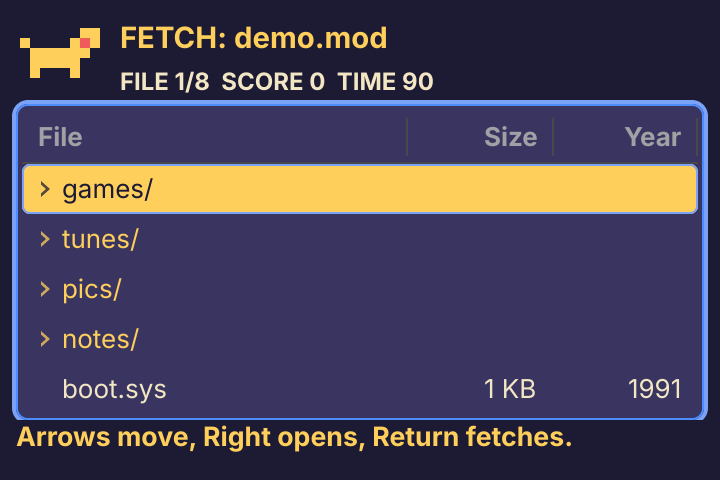 FETCH: demo.mod
FILE 1/8 SCORE 0 TIME 90
File Size Year
games/
tunes/
pics/
notes/
boot.sys 1 KB 1991
Arrows move, Right opens, Return fetches.